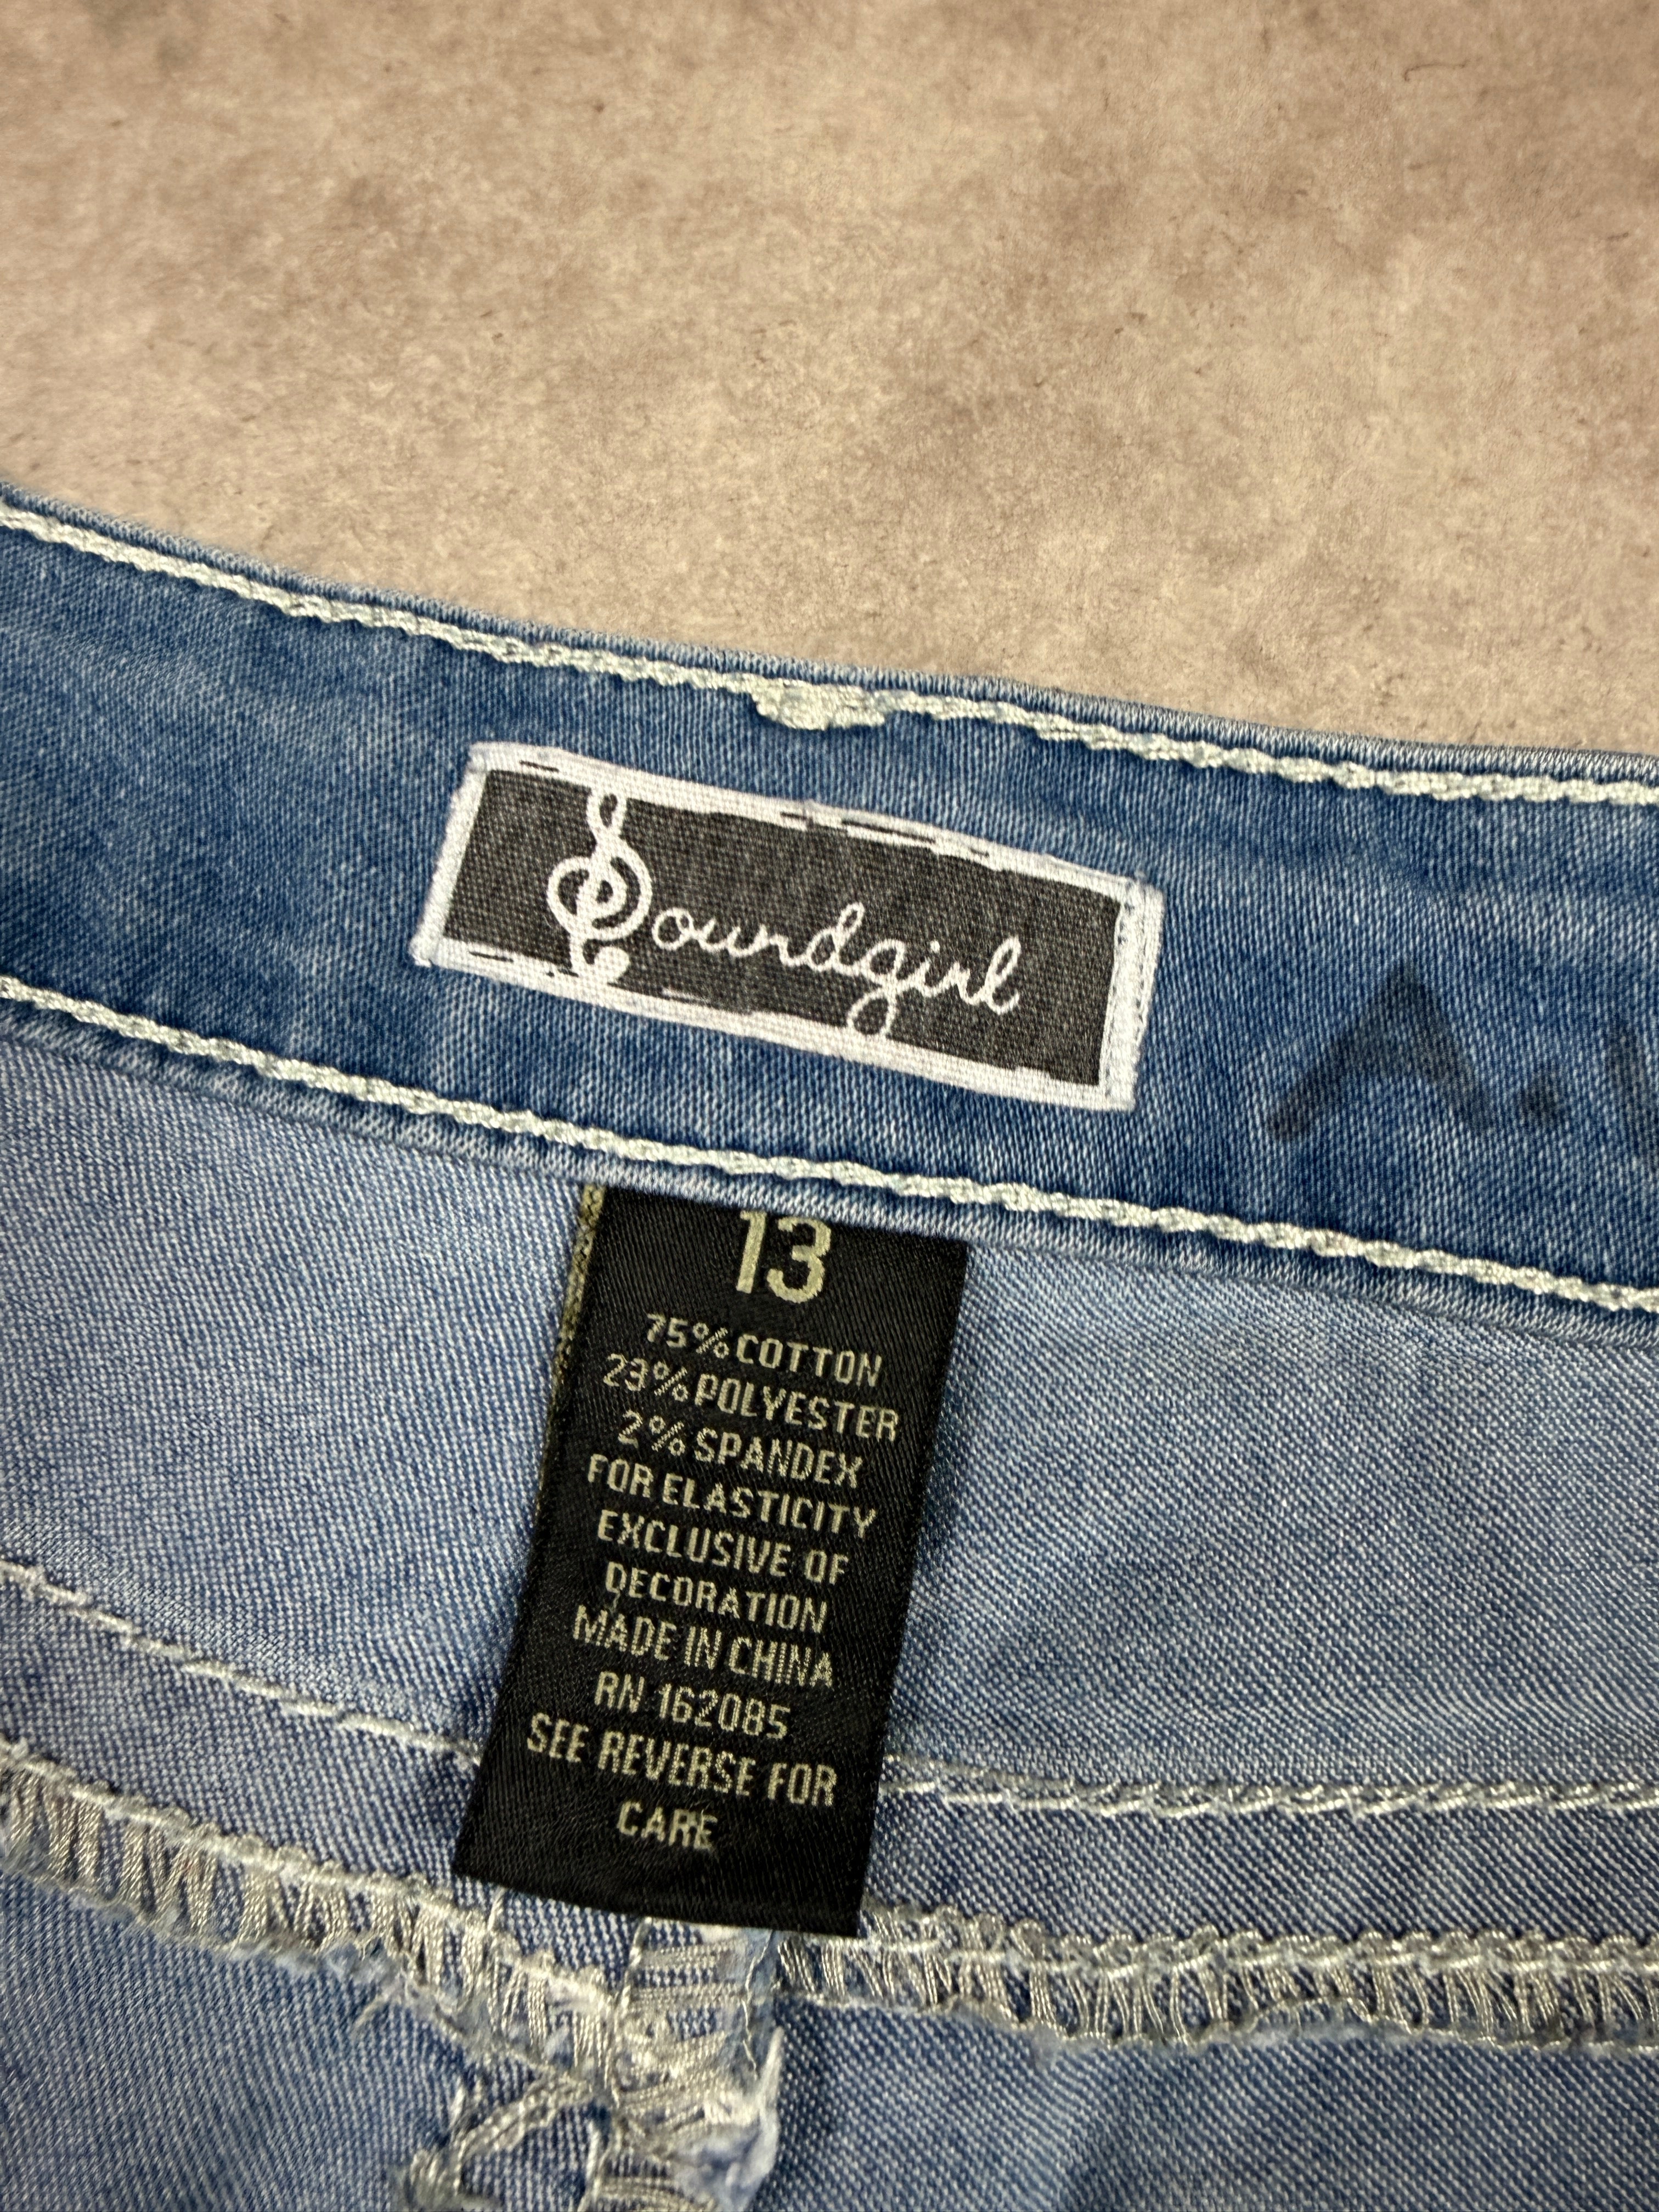 Soundgirl
A.
13
75% COTTON
23% POLYESTER
2% SPANDEX
FOR ELASTICITY
EXCLUSIVE OF
DECORATION
MADE IN CHINA
RN 162085
SEE REVERSE FOR
CARE